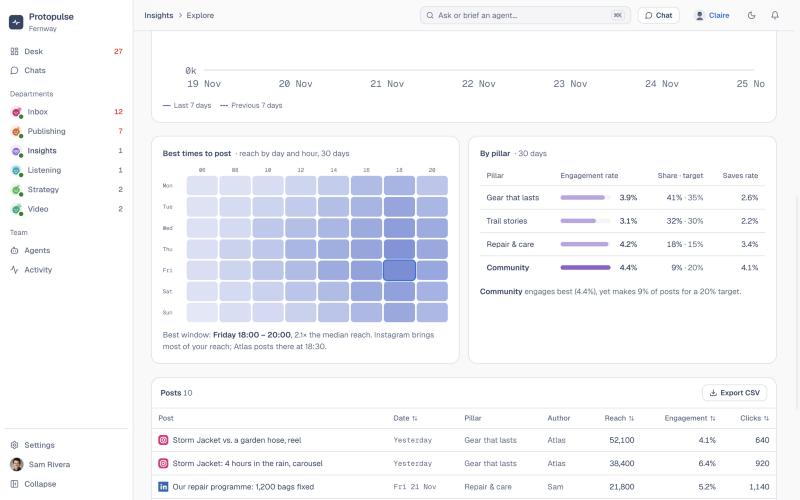 Protopulse
Fernway
Insights > Explore
Ask or brief an agent...
⌘K
Chat
Claire
Desk 27
Chats
Departments
Inbox 12
Publishing 7
Insights 1
Listening 1
Strategy 2
Video 2
Team
Agents
Activity
Settings
Sam Rivera
Collapse
0k
19 Nov 20 Nov 21 Nov 22 Nov 23 Nov 24 Nov 25 No
Last 7 days Previous 7 days
Best times to post · reach by day and hour, 30 days
06 08 10 12 14 16 18 20
Mon
Tue
Wed
Thu
Fri
Sat
Sun
Best window: Friday 18:00 – 20:00, 2.1× the median reach. Instagram brings
most of your reach; Atlas posts there at 18:30.
By pillar · 30 days
Pillar Engagement rate Share · target Saves rate
Gear that lasts 3.9% 41% · 35% 2.6%
Trail stories 3.1% 32% · 30% 2.2%
Repair & care 4.2% 18% · 15% 3.4%
Community 4.4% 9% · 20% 4.1%
Community engages best (4.4%), yet makes 9% of posts for a 20% target.
Posts 10
Export CSV
Post Date ⇅ Pillar Author Reach ⇅ Engagement ⇅ Clicks ⇅
Storm Jacket vs. a garden hose, reel Yesterday Gear that lasts Atlas 52,100 4.1% 640
Storm Jacket: 4 hours in the rain, carousel Yesterday Gear that lasts Atlas 38,400 6.4% 920
Our repair programme: 1,200 bags fixed Fri 21 Nov Repair & care Sam 21,800 5.2% 1,140